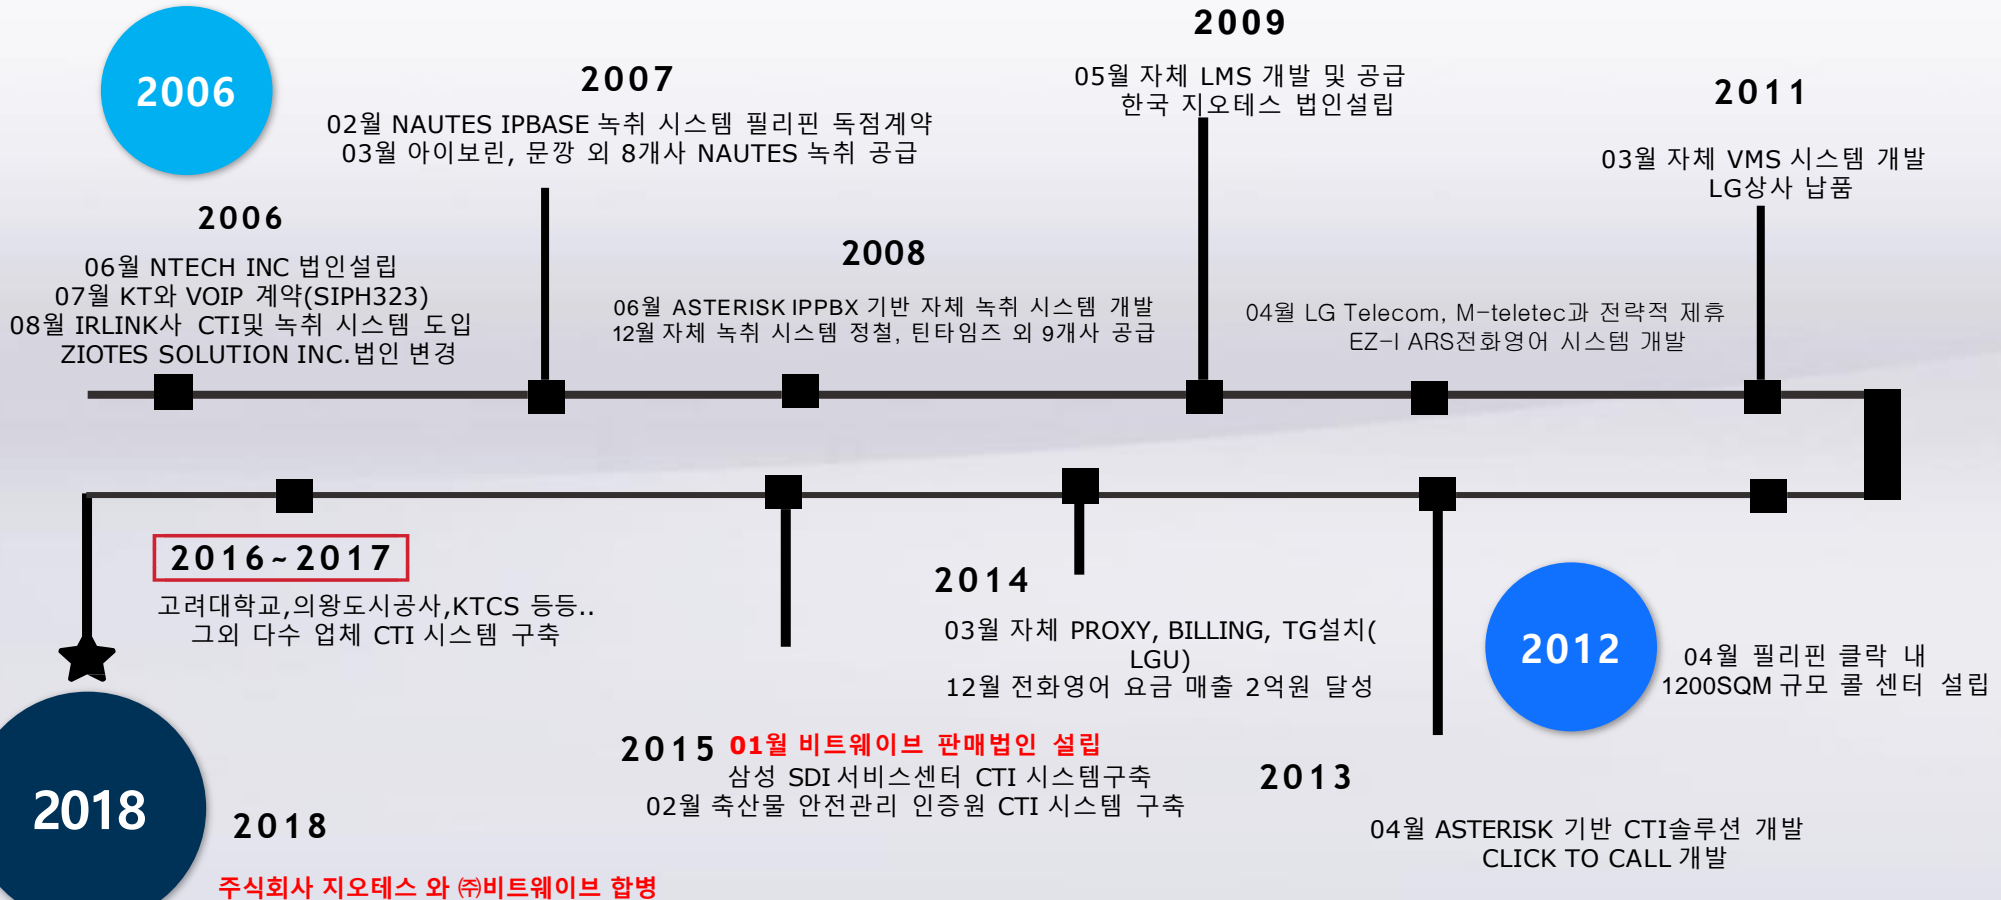 2006
2006
06월 NTECH INC 법인설립
07월 KT와 VOIP 계약(SIPH323)
08월 IRLINK사 CTI및 녹취 시스템 도입
ZIOTES SOLUTION INC.법인 변경
2007
02월 NAUTES IPBASE 녹취 시스템 필리핀 독점계약
03월 아이보린, 문깡 외 8개사 NAUTES 녹취 공급
2008
06월 ASTERISK IPPBX 기반 자체 녹취 시스템 개발
12월 자체 녹취 시스템 정철, 틴타임즈 외 9개사 공급
2009
05월 자체 LMS 개발 및 공급
한국 지오테스 법인설립
04월 LG Telecom, M-teletec과 전략적 제휴
EZ-I ARS전화영어 시스템 개발
2011
03월 자체 VMS 시스템 개발
LG상사 납품
2012
04월 필리핀 클락 내
1200SQM 규모 콜 센터 설립
2013
04월 ASTERISK 기반 CTI솔루션 개발
CLICK TO CALL 개발
2014
03월 자체 PROXY, BILLING, TG설치(
LGU)
12월 전화영어 요금 매출 2억원 달성
2015 01월 비트웨이브 판매법인 설립
삼성 SDI 서비스센터 CTI 시스템구축
02월 축산물 안전관리 인증원 CTI 시스템 구축
2016~2017
고려대학교,의왕도시공사,KTCS 등등..
그외 다수 업체 CTI 시스템 구축
2018
2018
주식회사 지오테스 와 ㈜비트웨이브 합병